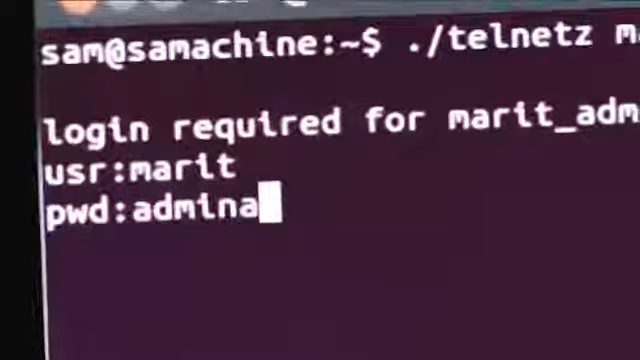 sam@samachine:~$ ./telnetz
login required for marit_adm
usr:marit
pwd:admina